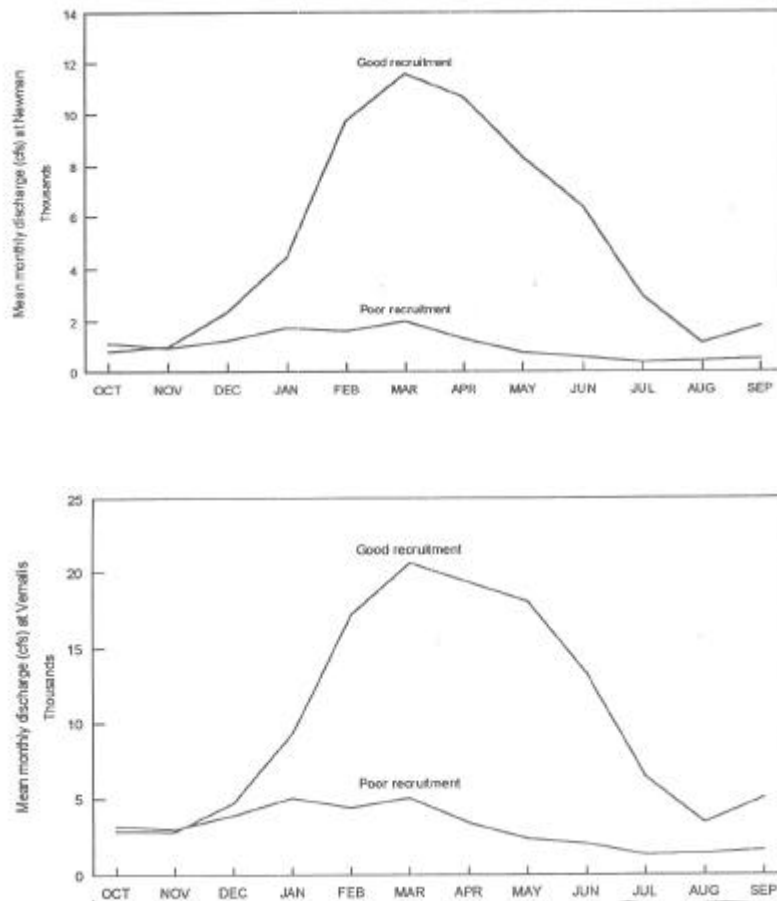 Mean monthly discharge (cfs) at Newman
Thousands
14
12
10
8
6
4
2
0
Good recruitment
Poor recruitment
OCT NOV DEC JAN FEB MAR APR MAY JUN JUL AUG SEP
Mean monthly discharge (cfs) at Vernalis
Thousands
25
20
15
10
5
0
Good recruitment
Poor recruitment
OCT NOV DEC JAN FEB MAR APR MAY JUN JUL AUG SEP